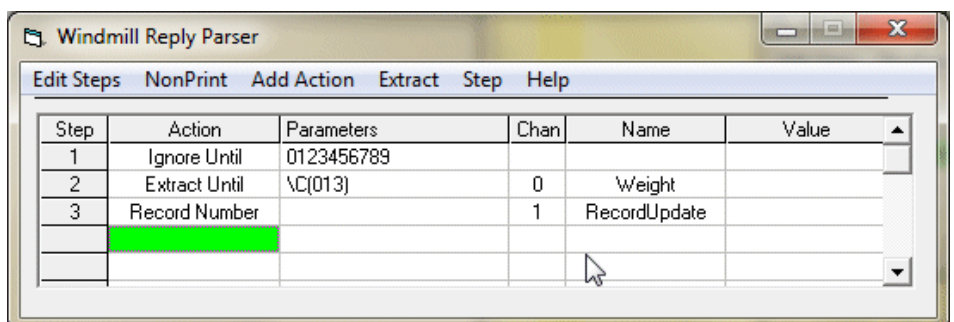 Windmill Reply Parser
Edit Steps NonPrint Add Action Extract Step Help
Step Action Parameters Chan Name Value
1 Ignore Until 0123456789
2 Extract Until \C(013) 0 Weight
3 Record Number 1 RecordUpdate